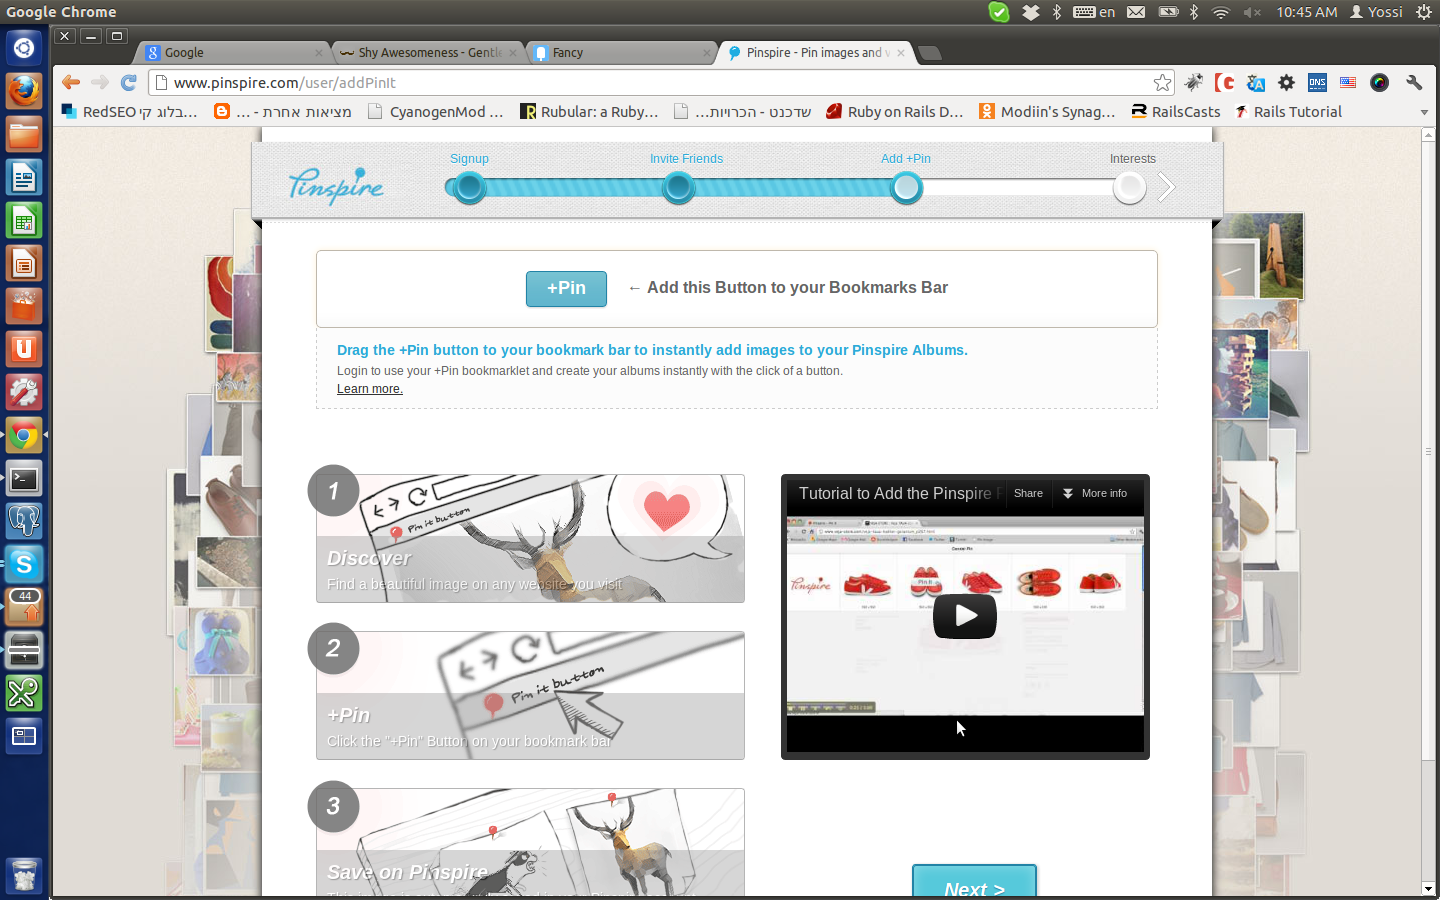 Google Chrome
en
10:45 AM
Yossi
Google
Shy Awesomeness - Gentle
Fancy
Pinspire - Pin images and v
www.pinspire.com/user/addPinIt
RedSEO בלוג קי...
מציאות אחרת - ...
CyanogenMod ...
Rubular: a Ruby...
שדכנט - הכרויות...
Ruby on Rails D...
Modiin's Synag...
RailsCasts
Rails Tutorial
Signup
Invite Friends
Add +Pin
Interests
Pinspire
+Pin
← Add this Button to your Bookmarks Bar
Drag the +Pin button to your bookmark bar to instantly add images to your Pinspire Albums.
Login to use your +Pin bookmarklet and create your albums instantly with the click of a button.
Learn more.
1
Pin it button
Discover
Find a beautiful image on any website you visit
2
Pin it button
+Pin
Click the "+Pin" Button on your bookmark bar
3
Save on Pinspire
Tutorial to Add the Pinspire P
Share
More info
Pinspire
Pin It
44
Next >